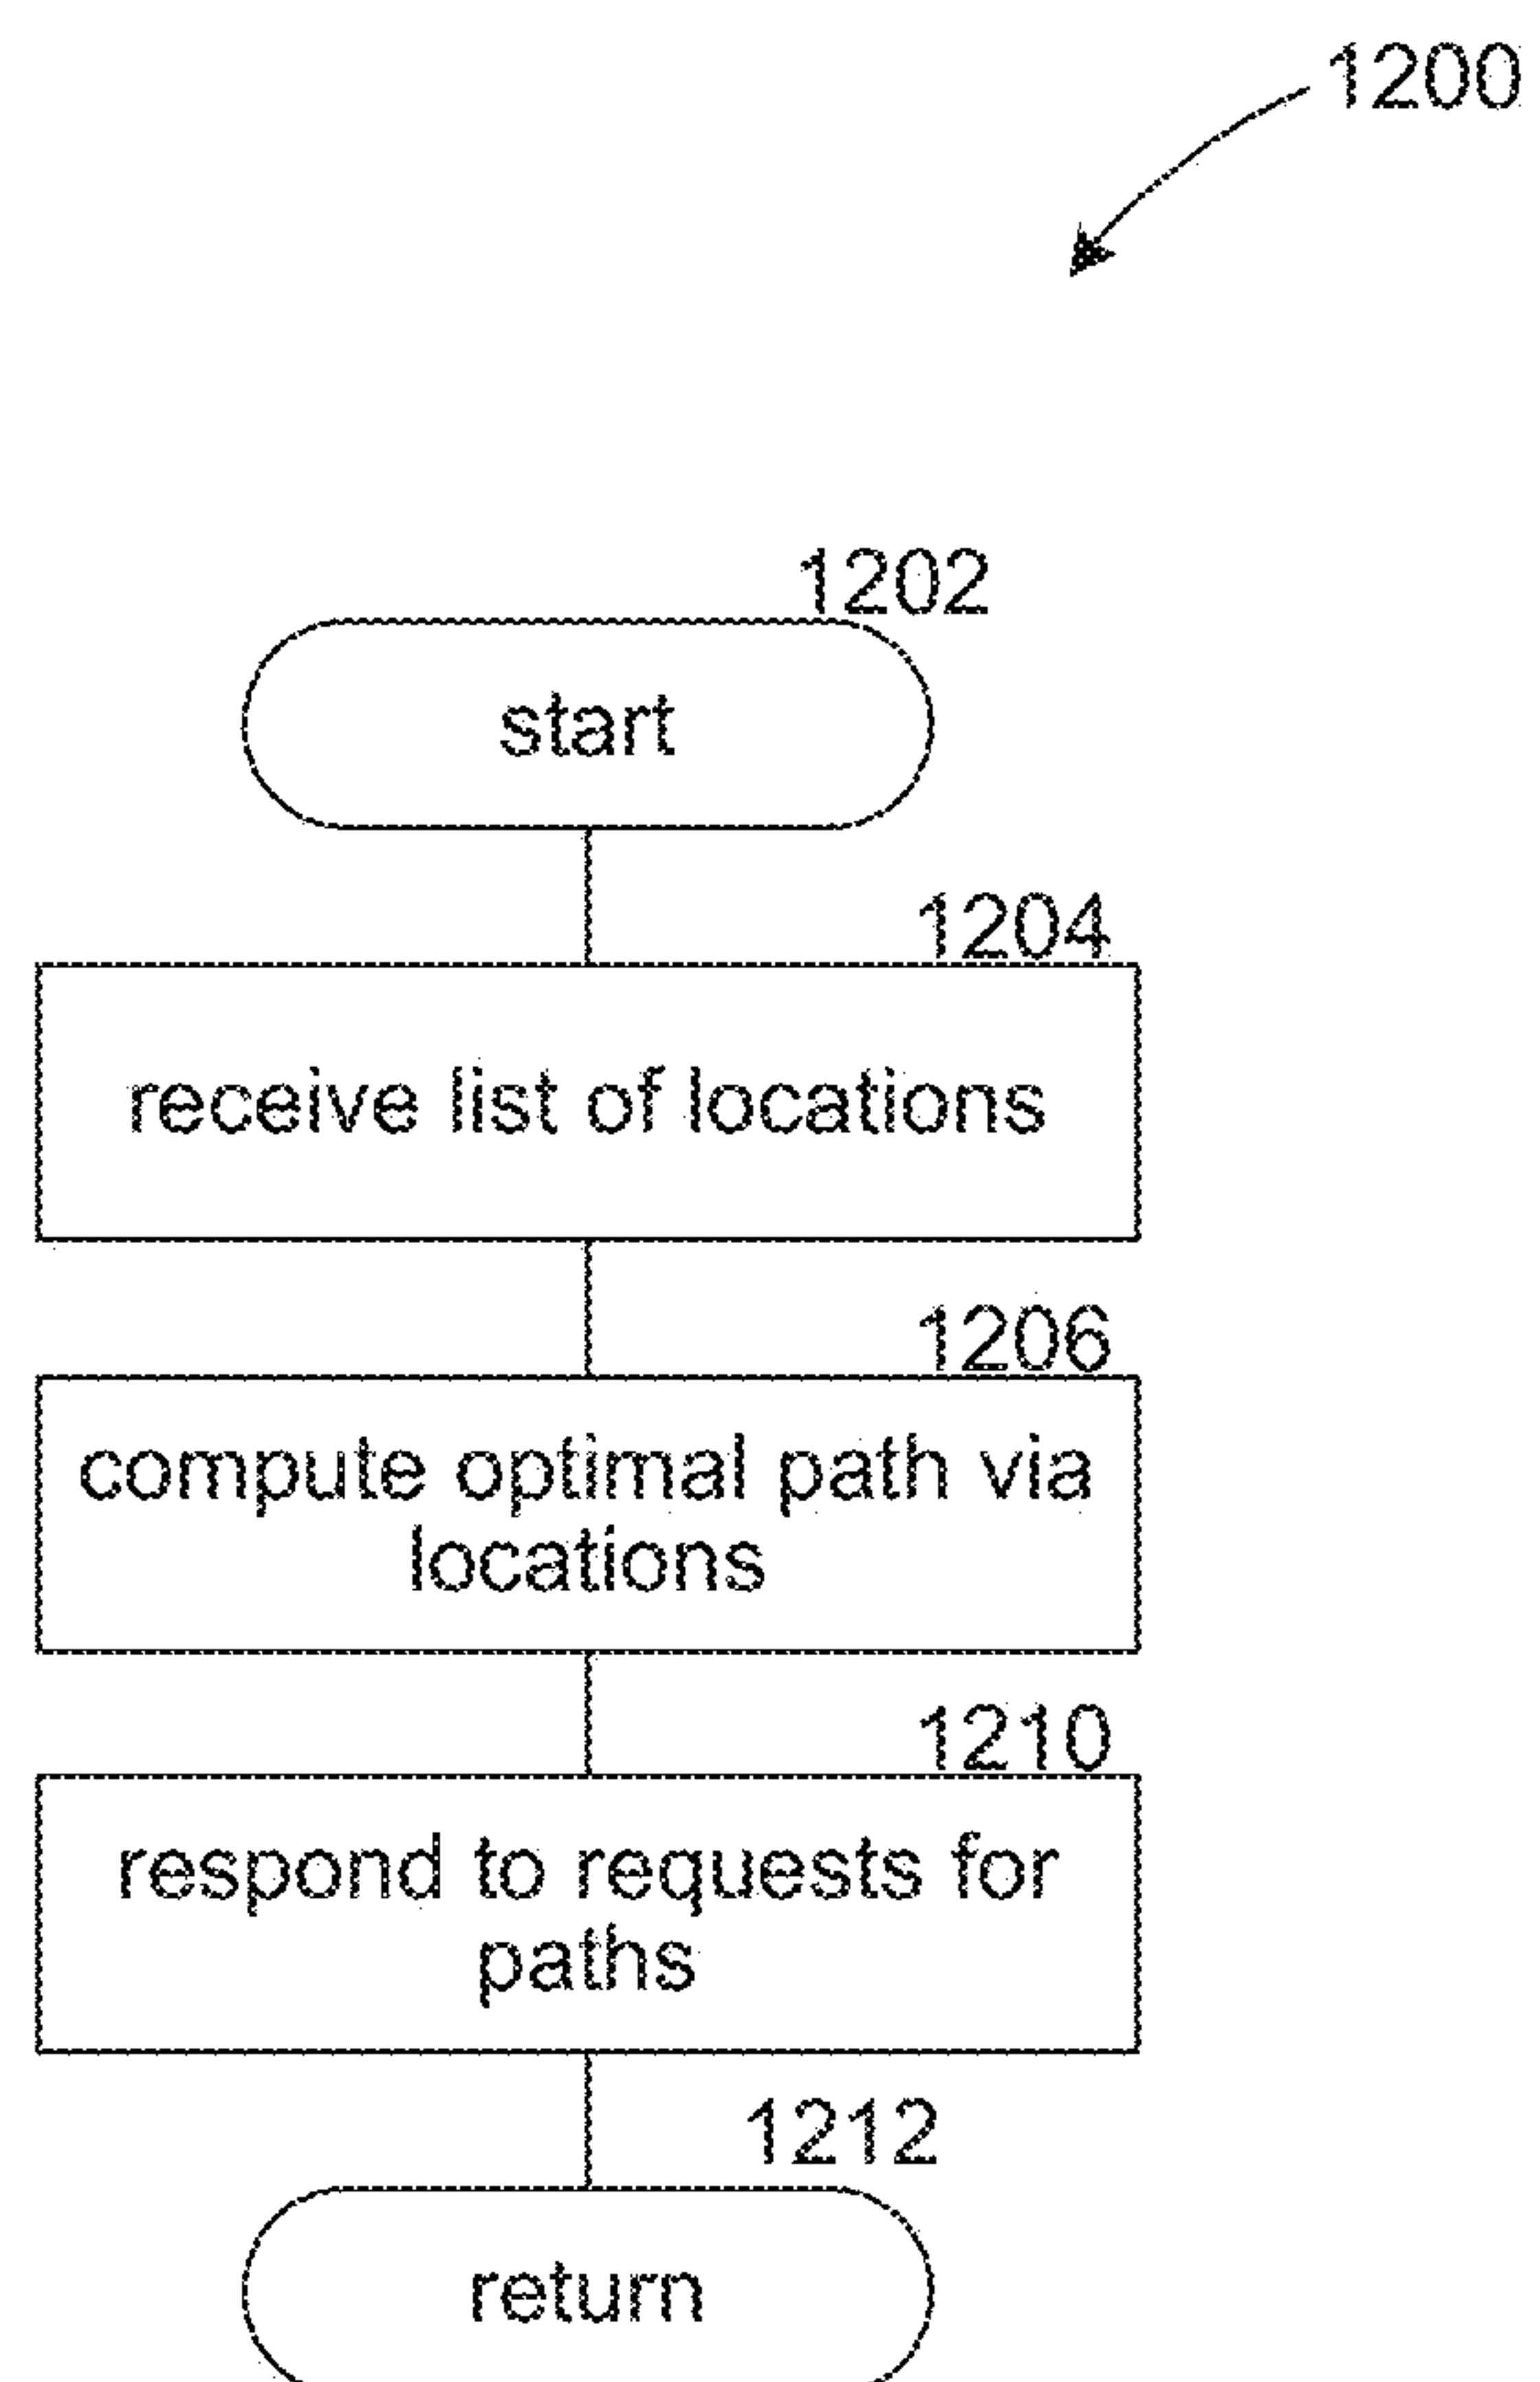 1200
1202
start
1204
receive list of locations
1206
compute optimal path via
locations
1210
respond to requests for
paths
1212
return